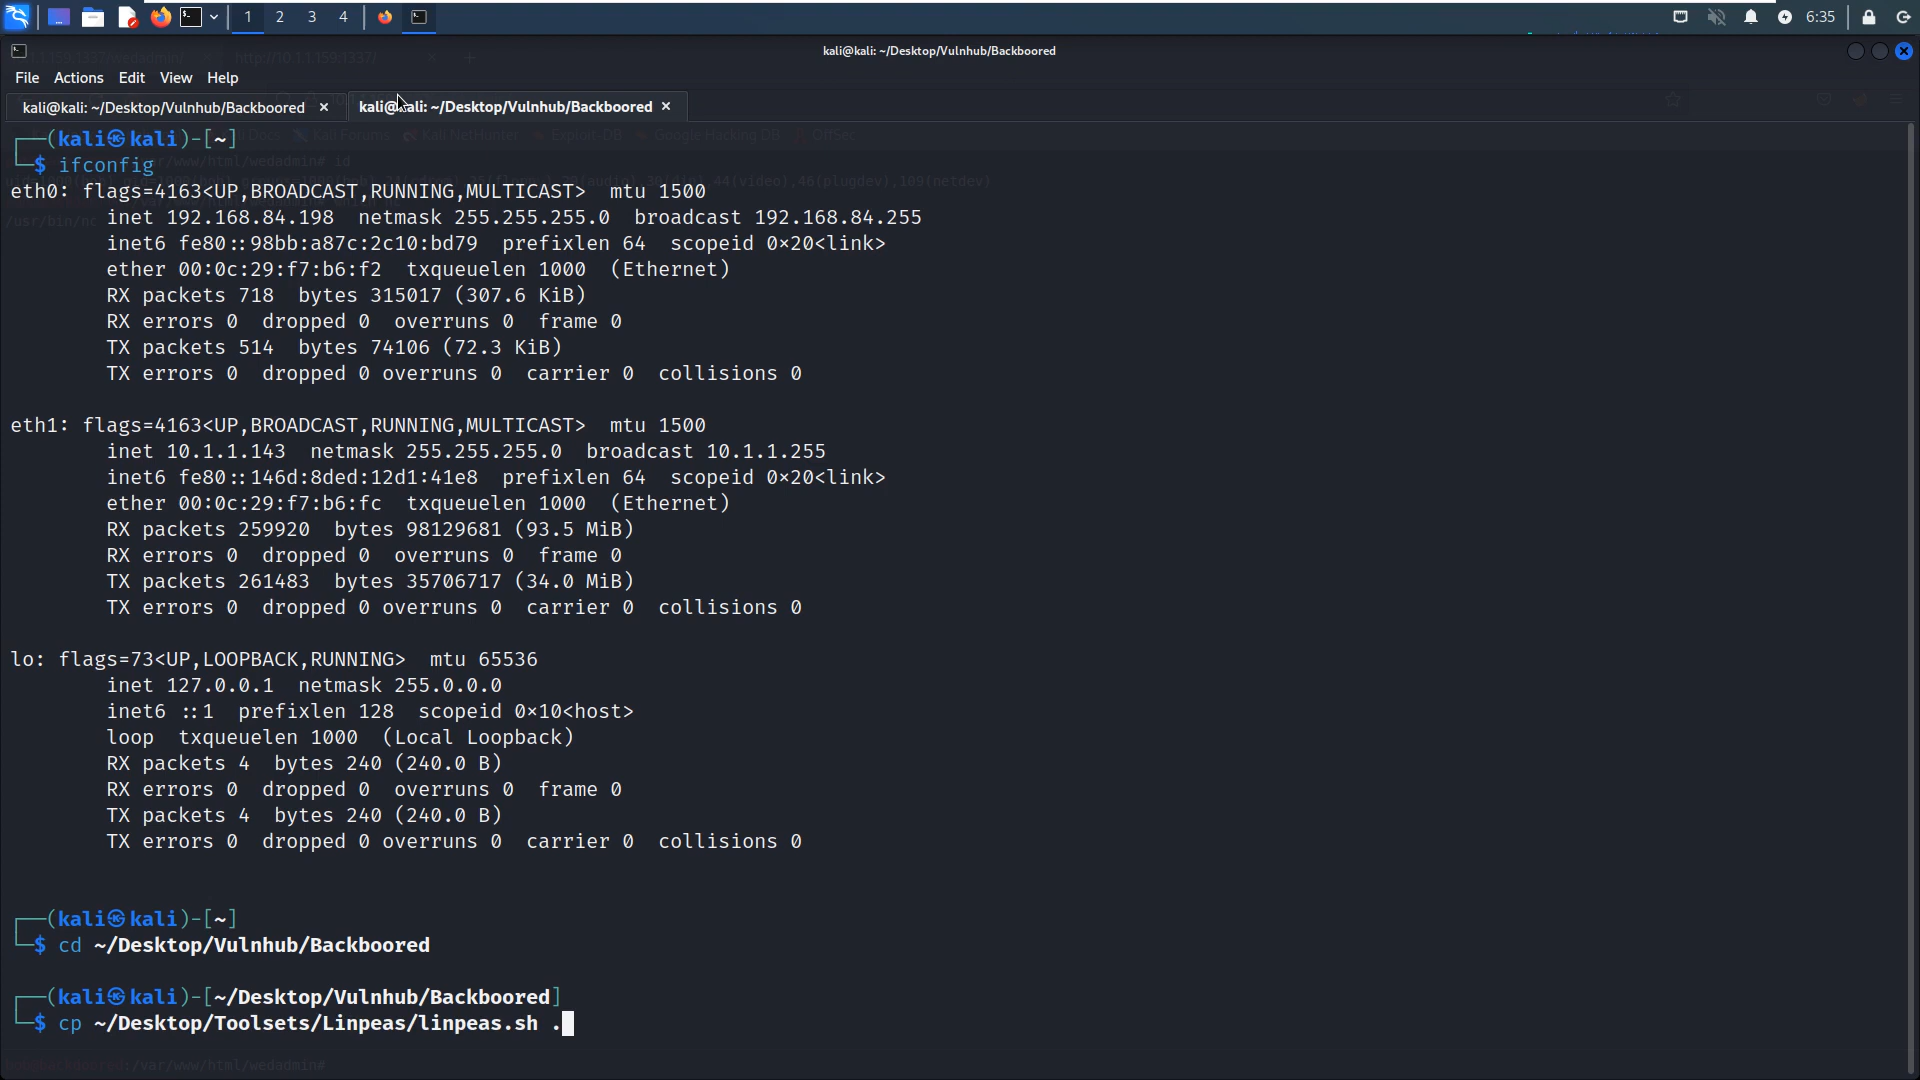 1 2 3 4 6:35
kali@kali: ~/Desktop/Vulnhub/Backboored
File Actions Edit View Help
kali@kali: ~/Desktop/Vulnhub/Backboored × kali@kali: ~/Desktop/Vulnhub/Backboored ×
(kali㉿kali)-[~]
$ ifconfig
eth0: flags=4163<UP,BROADCAST,RUNNING,MULTICAST>  mtu 1500
inet 192.168.84.198  netmask 255.255.255.0  broadcast 192.168.84.255
inet6 fe80::98bb:a87c:2c10:bd79  prefixlen 64  scopeid 0×20<link>
ether 00:0c:29:f7:b6:f2  txqueuelen 1000  (Ethernet)
RX packets 718  bytes 315017 (307.6 KiB)
RX errors 0  dropped 0  overruns 0  frame 0
TX packets 514  bytes 74106 (72.3 KiB)
TX errors 0  dropped 0 overruns 0  carrier 0  collisions 0
eth1: flags=4163<UP,BROADCAST,RUNNING,MULTICAST>  mtu 1500
inet 10.1.1.143  netmask 255.255.255.0  broadcast 10.1.1.255
inet6 fe80::146d:8ded:12d1:41e8  prefixlen 64  scopeid 0×20<link>
ether 00:0c:29:f7:b6:fc  txqueuelen 1000  (Ethernet)
RX packets 259920  bytes 98129681 (93.5 MiB)
RX errors 0  dropped 0  overruns 0  frame 0
TX packets 261483  bytes 35706717 (34.0 MiB)
TX errors 0  dropped 0 overruns 0  carrier 0  collisions 0
lo: flags=73<UP,LOOPBACK,RUNNING>  mtu 65536
inet 127.0.0.1  netmask 255.0.0.0
inet6 ::1  prefixlen 128  scopeid 0×10<host>
loop  txqueuelen 1000  (Local Loopback)
RX packets 4  bytes 240 (240.0 B)
RX errors 0  dropped 0  overruns 0  frame 0
TX packets 4  bytes 240 (240.0 B)
TX errors 0  dropped 0 overruns 0  carrier 0  collisions 0
(kali㉿kali)-[~]
$ cd ~/Desktop/Vulnhub/Backboored
(kali㉿kali)-[~/Desktop/Vulnhub/Backboored]
$ cp ~/Desktop/Toolsets/Linpeas/linpeas.sh .